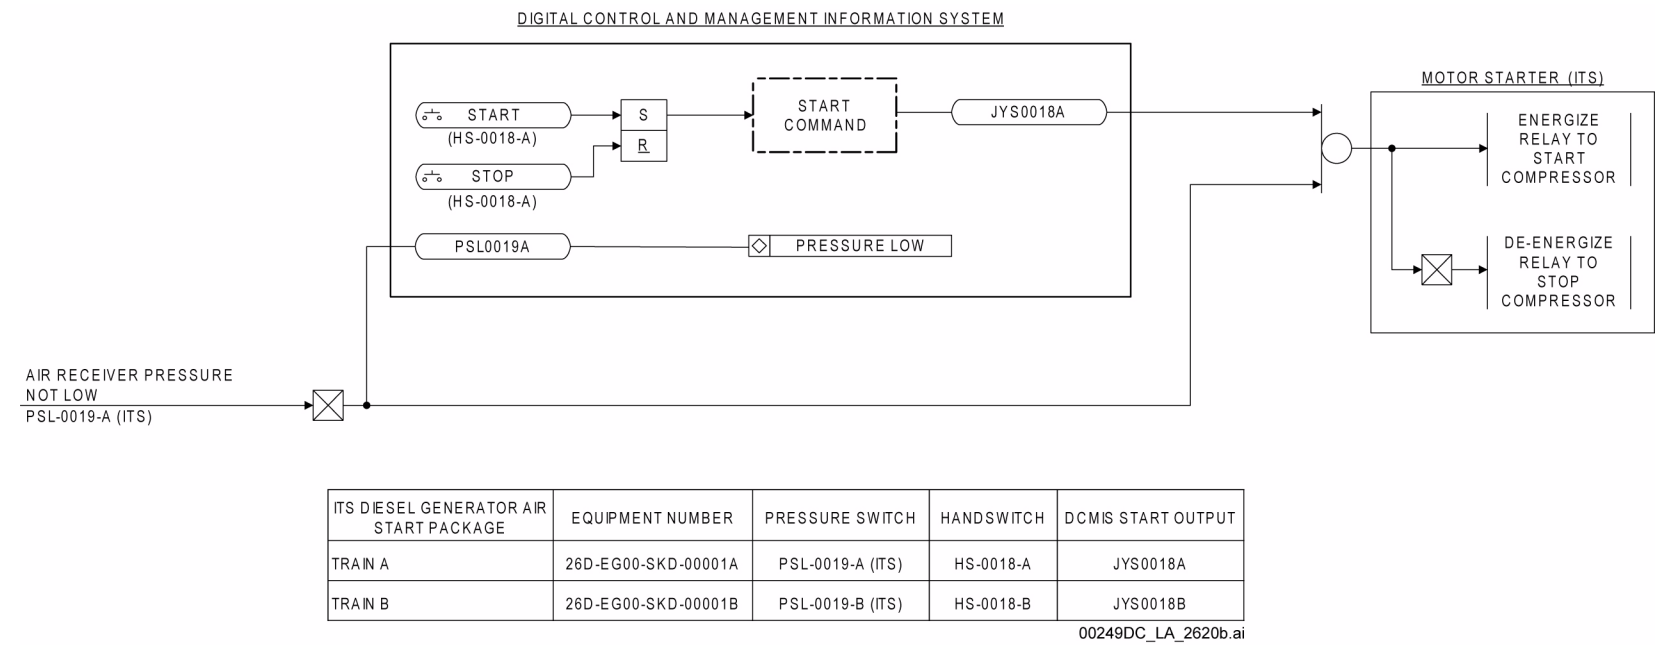 DIGITAL CONTROL AND MANAGEMENT INFORMATION SYSTEM
MOTOR STARTER (ITS)
START
(HS-0018-A)
S
R
START
COMMAND
JYS0018A
ENERGIZE
RELAY TO
START
COMPRESSOR
STOP
(HS-0018-A)
PSL0019A
PRESSURE LOW
DE-ENERGIZE
RELAY TO
STOP
COMPRESSOR
AIR RECEIVER PRESSURE
NOT LOW
PSL-0019-A (ITS)
ITS DIESEL GENERATOR AIR
START PACKAGE
EQUIPMENT NUMBER
PRESSURE SWITCH
HANDSWITCH
DCMIS START OUTPUT
TRAIN A
26D-EG00-SKD-00001A
PSL-0019-A (ITS)
HS-0018-A
JYS0018A
TRAIN B
26D-EG00-SKD-00001B
PSL-0019-B (ITS)
HS-0018-B
JYS0018B
00249DC_LA_2620b.ai